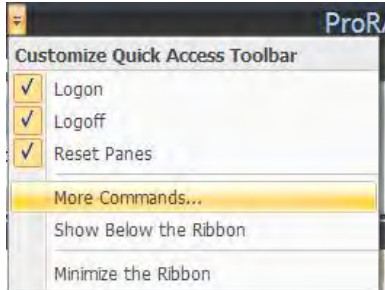 ProRA
Customize Quick Access Toolbar
Logon
Logoff
Reset Panes
More Commands...
Show Below the Ribbon
Minimize the Ribbon